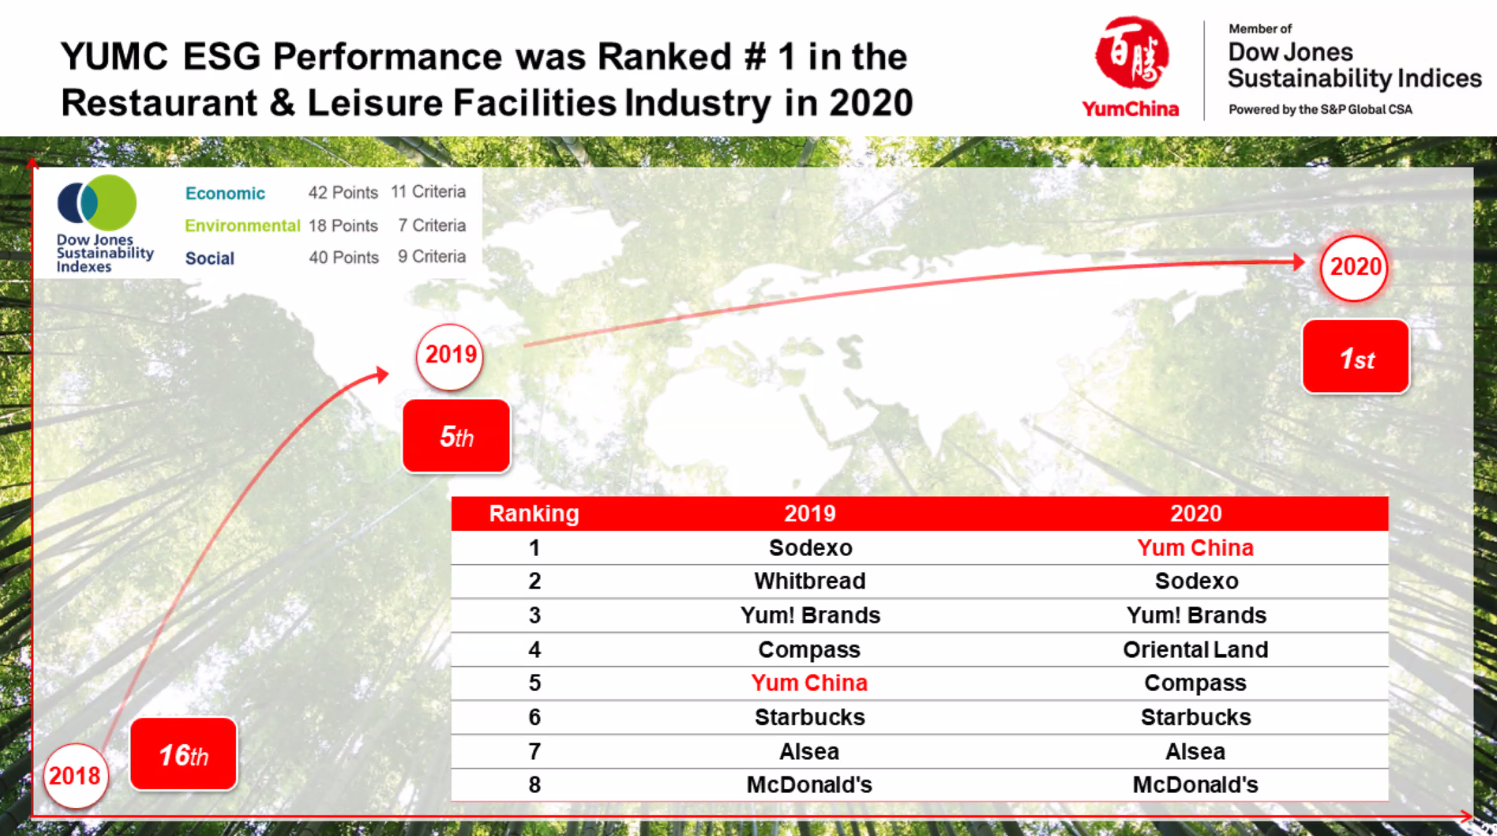 YUMC ESG Performance was Ranked # 1 in the
Restaurant & Leisure Facilities Industry in 2020
百勝
YumChina
Member of
Dow Jones
Sustainability Indices
Powered by the S&P Global CSA
Dow Jones
Sustainability
Indexes
Economic 42 Points 11 Criteria
Environmental 18 Points 7 Criteria
Social 40 Points 9 Criteria
2020
1st
2019
5th
2018
16th
Ranking 2019 2020
1 Sodexo Yum China
2 Whitbread Sodexo
3 Yum! Brands Yum! Brands
4 Compass Oriental Land
5 Yum China Compass
6 Starbucks Starbucks
7 Alsea Alsea
8 McDonald's McDonald's